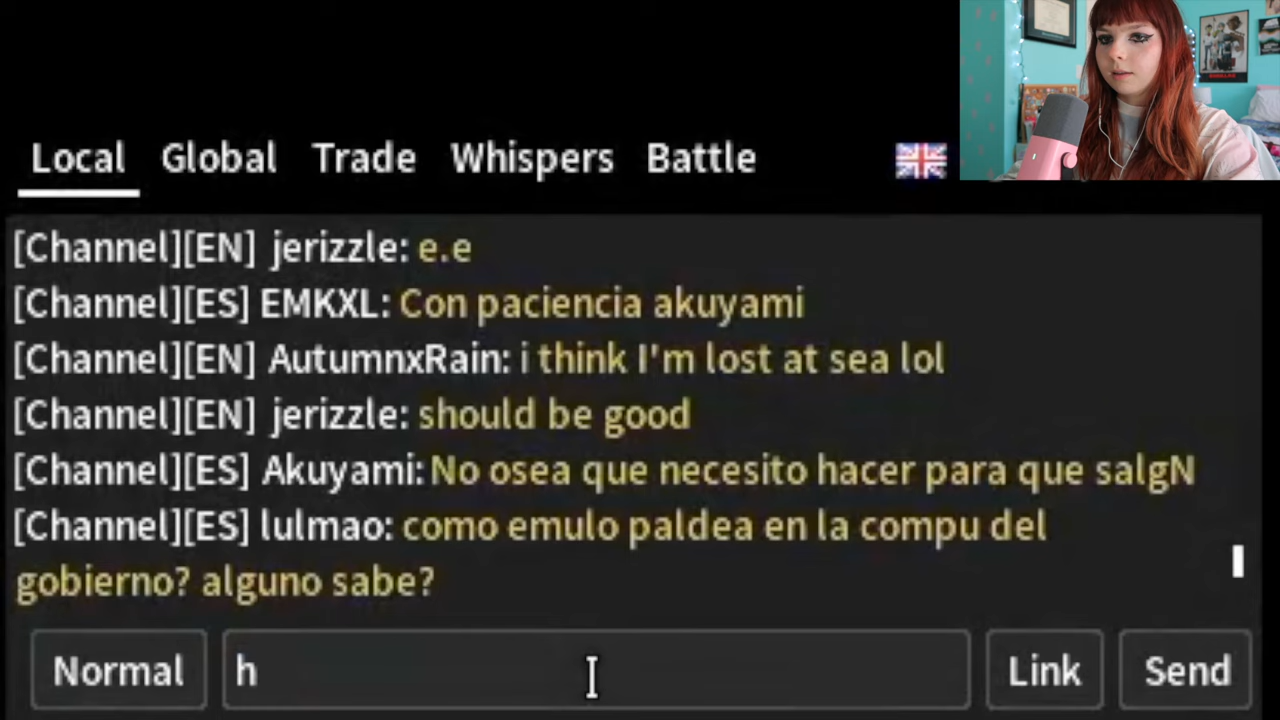 Local Global Trade Whispers Battle
[Channel][EN] jerizzle: e.e
[Channel][ES] EMKXL: Con paciencia akuyami
[Channel][EN] AutumnxRain: i think I'm lost at sea lol
[Channel][EN] jerizzle: should be good
[Channel][ES] Akuyami: No osea que necesito hacer para que salgN
[Channel][ES] lulmao: como emulo paldea en la compu del
gobierno? alguno sabe?
Normal h Link Send